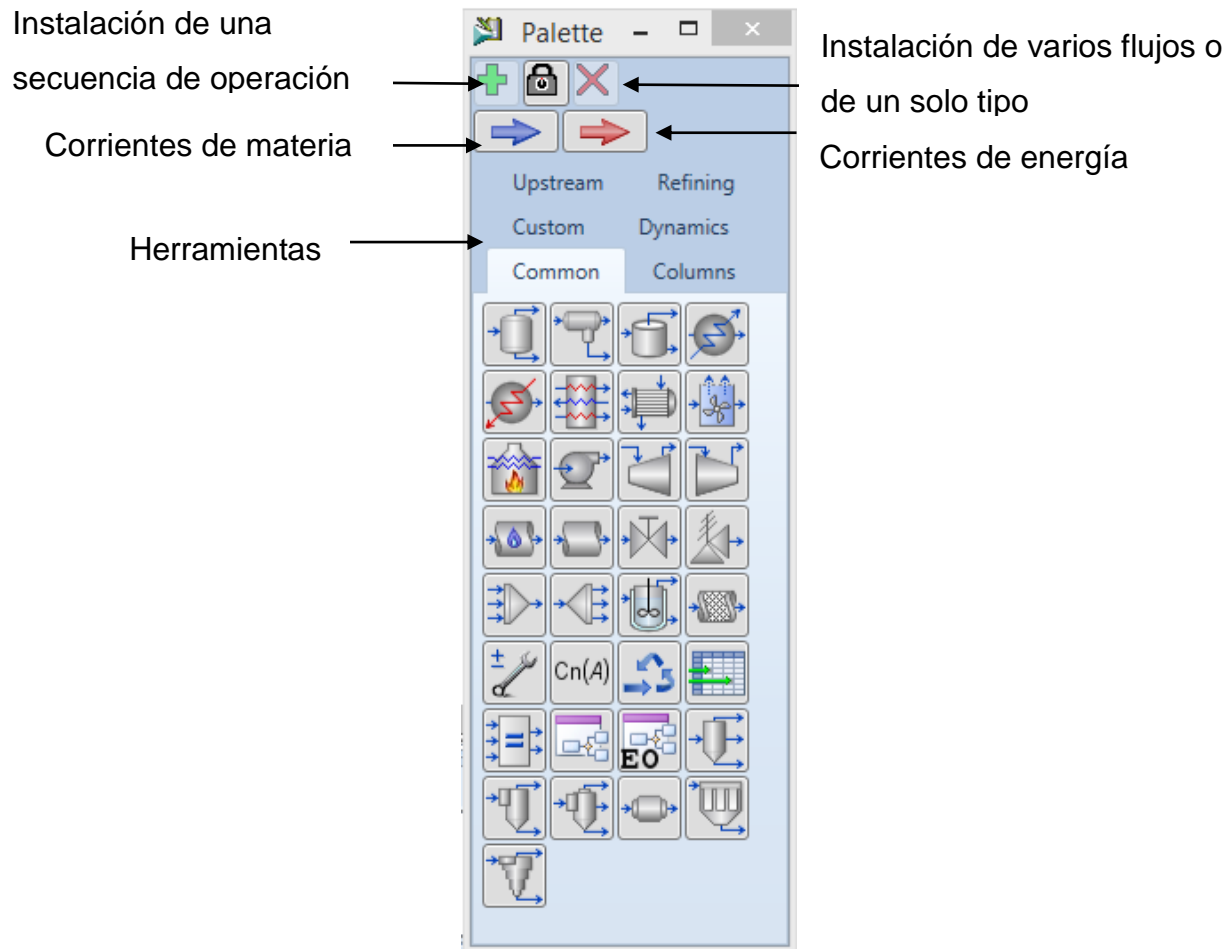 Instalación de una
secuencia de operación
Corrientes de materia
Herramientas
Palette
Upstream Refining
Custom Dynamics
Common Columns
Cn(A)
EO
Instalación de varios flujos o
de un solo tipo
Corrientes de energía